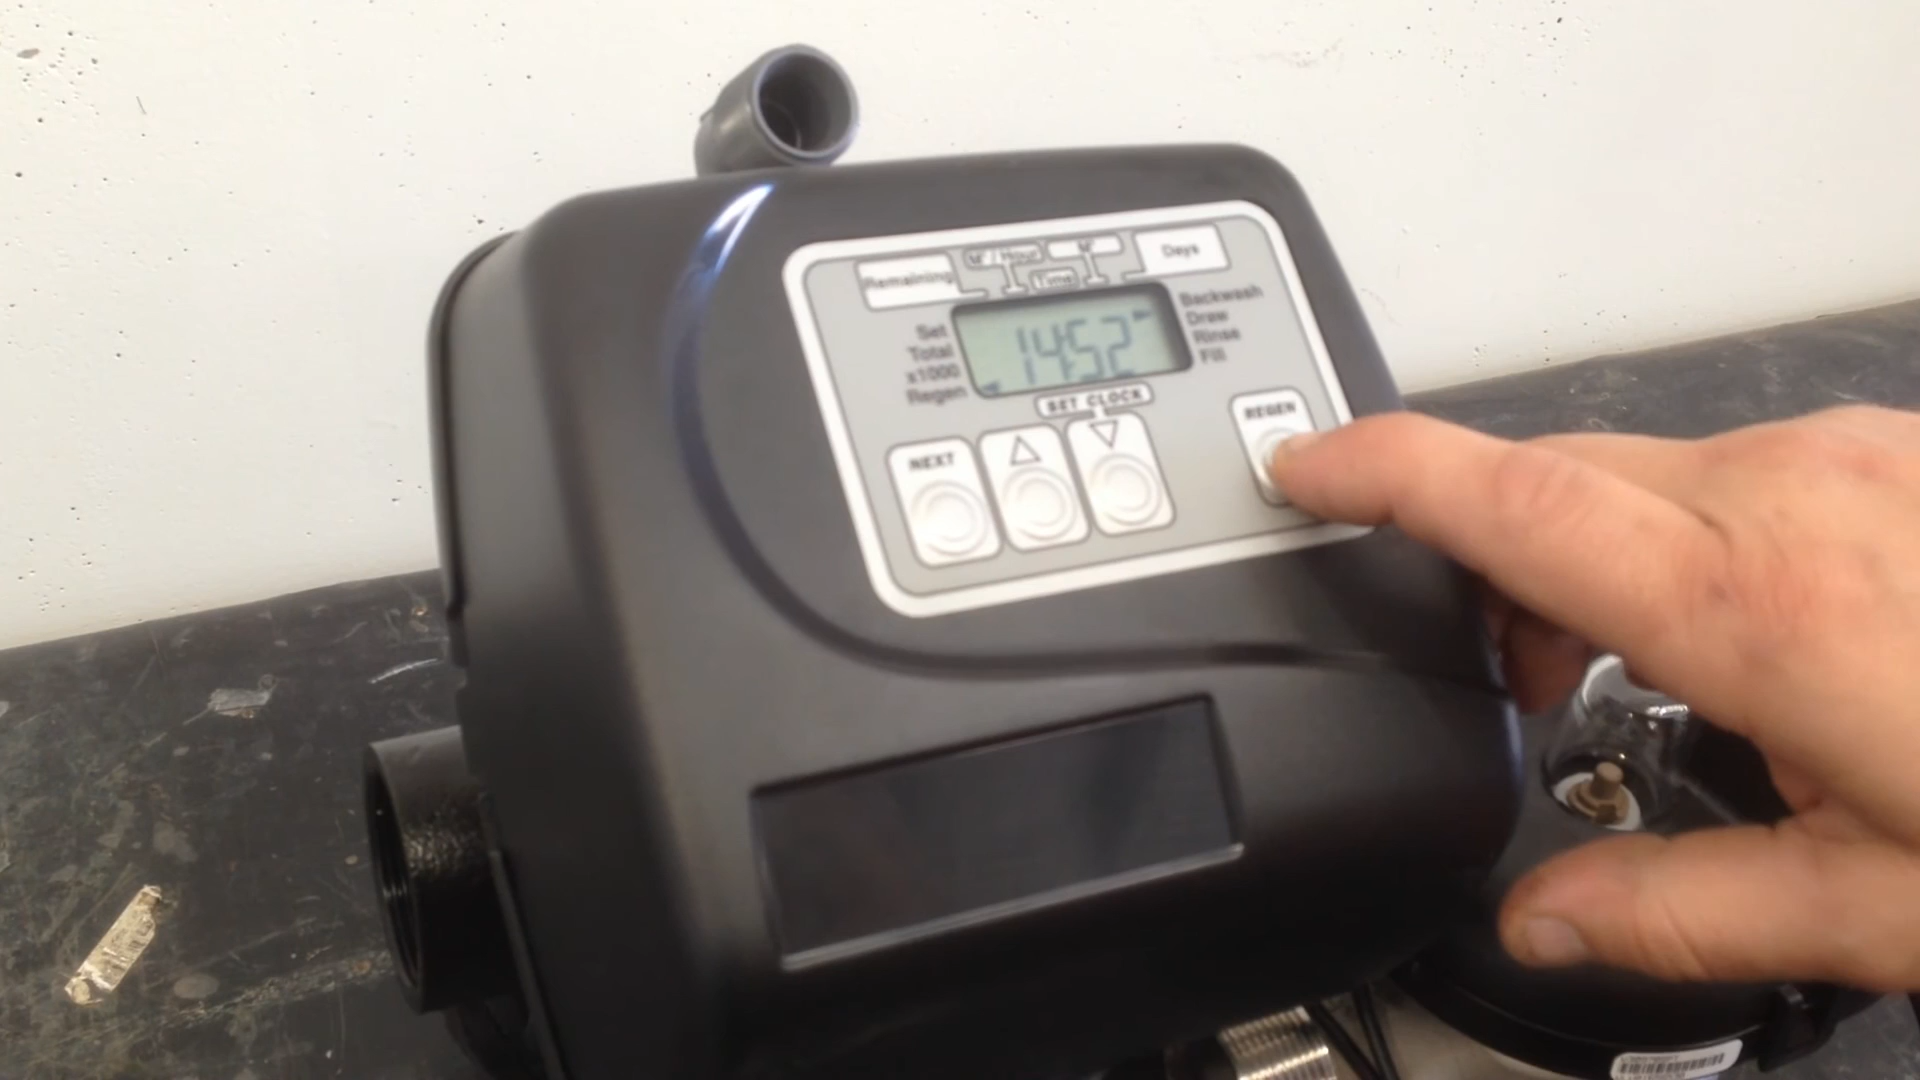 Remaining
M³/Hour
M³
Days
Time
Set
Total
x1000
Regen
14:52
Backwash
Draw
Rinse
Fill
SET CLOCK
NEXT
REGEN